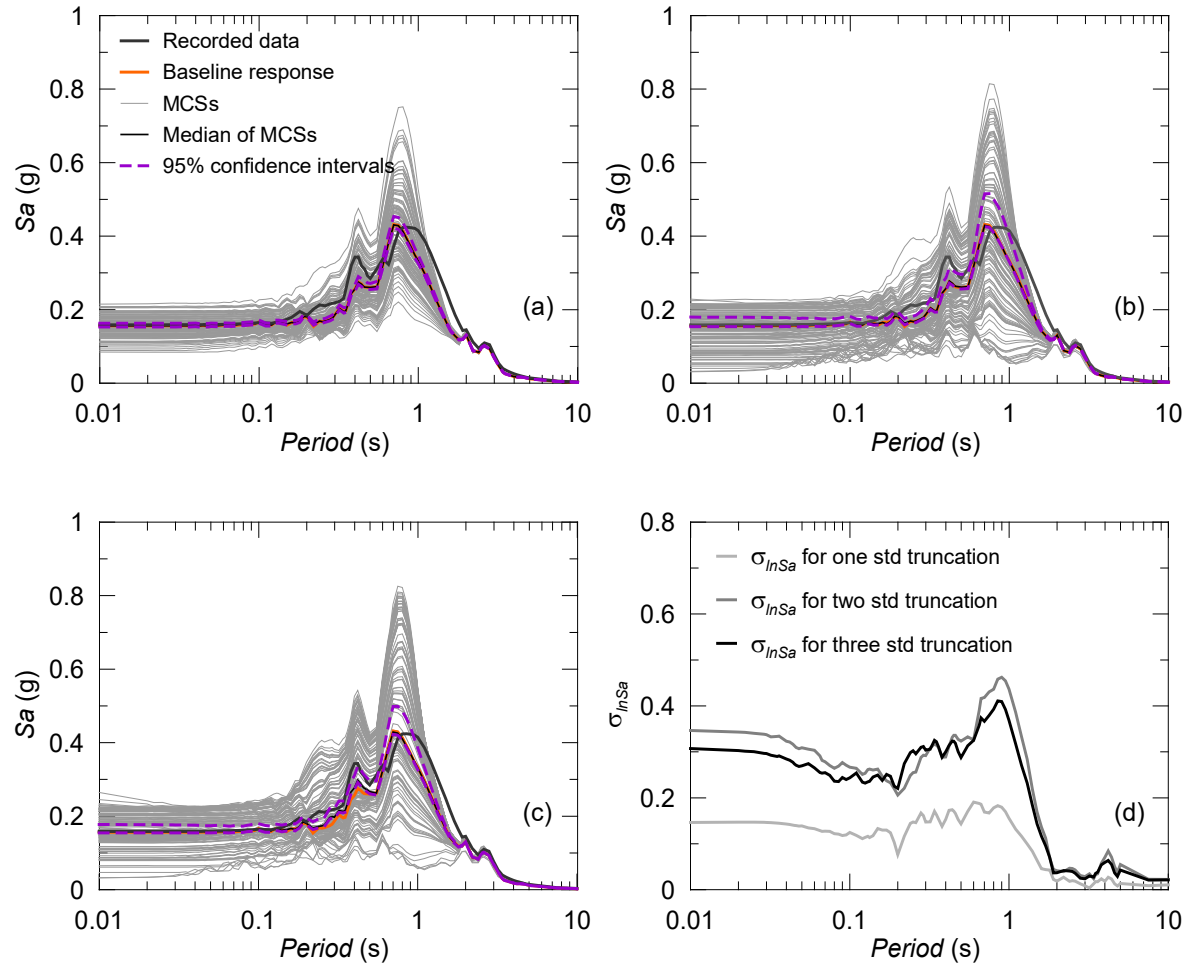 1
0.8
0.6
0.4
0.2
0
Sa (g)
Recorded data
Baseline response
MCSs
Median of MCSs
95% confidence intervals
(a)
0.01
0.1
1
10
Period (s)
1
0.8
0.6
0.4
0.2
0
Sa (g)
(b)
0.01
0.1
1
10
Period (s)
1
0.8
0.6
0.4
0.2
0
Sa (g)
(c)
0.01
0.1
1
10
Period (s)
0.8
0.6
0.4
0.2
0
σlnSa
σlnSa for one std truncation
σlnSa for two std truncation
σlnSa for three std truncation
(d)
0.01
0.1
1
10
Period (s)